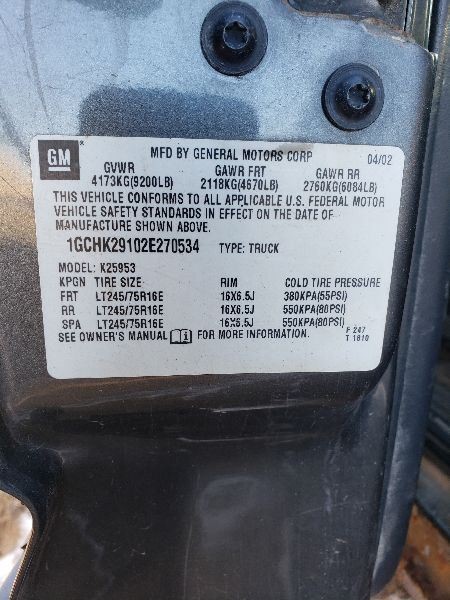 GM
MFD BY GENERAL MOTORS CORP 04/02
GVWR GAWR FRT GAWR RR
4173KG(9200LB) 2118KG(4670LB) 2760KG(6084LB)
THIS VEHICLE CONFORMS TO ALL APPLICABLE U.S. FEDERAL MOTOR
VEHICLE SAFETY STANDARDS IN EFFECT ON THE DATE OF
MANUFACTURE SHOWN ABOVE.
1GCHK29102E270534 TYPE: TRUCK
MODEL: K25953
KPGN TIRE SIZE RIM COLD TIRE PRESSURE
FRT LT245/75R16E 16X6.5J 380KPA(55PSI)
RR LT245/75R16E 16X6.5J 550KPA(80PSI)
SPA LT245/75R16E 16X6.5J 550KPA(80PSI)
SEE OWNER'S MANUAL FOR MORE INFORMATION.
F 247
T 1810